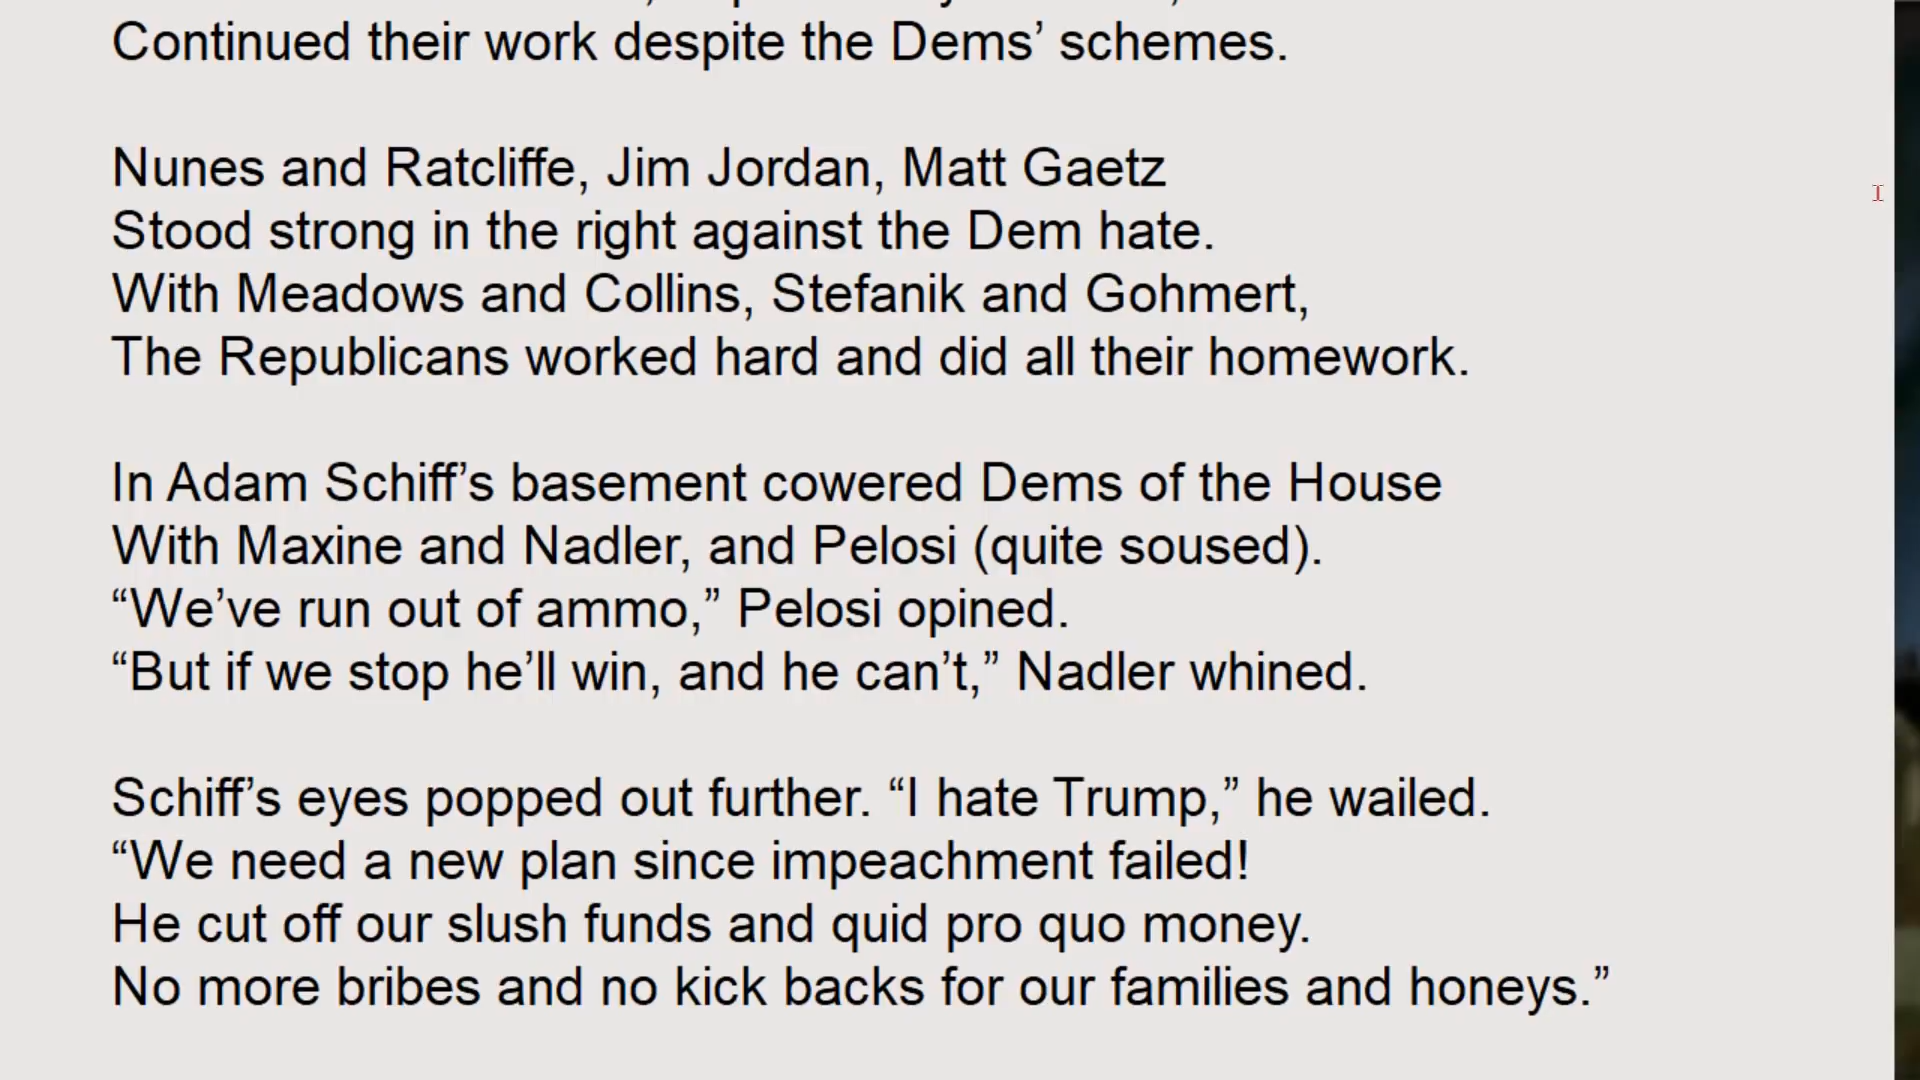 Continued their work despite the Dems’ schemes.
Nunes and Ratcliffe, Jim Jordan, Matt Gaetz
Stood strong in the right against the Dem hate.
With Meadows and Collins, Stefanik and Gohmert,
The Republicans worked hard and did all their homework.
In Adam Schiff’s basement cowered Dems of the House
With Maxine and Nadler, and Pelosi (quite soused).
“We’ve run out of ammo,” Pelosi opined.
“But if we stop he’ll win, and he can’t,” Nadler whined.
Schiff’s eyes popped out further. “I hate Trump,” he wailed.
“We need a new plan since impeachment failed!
He cut off our slush funds and quid pro quo money.
No more bribes and no kick backs for our families and honeys.”